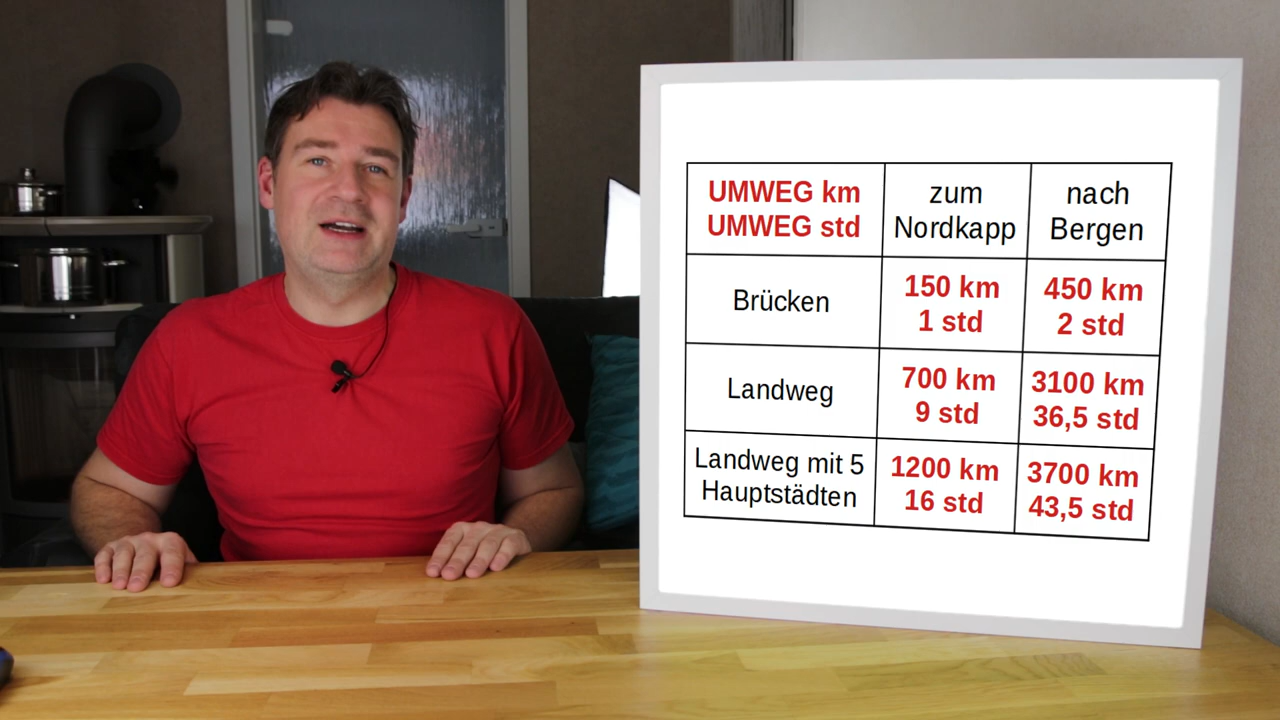 UMWEG km
UMWEG std
zum
Nordkapp
nach
Bergen
Brücken
150 km
1 std
450 km
2 std
Landweg
700 km
9 std
3100 km
36,5 std
Landweg mit 5
Hauptstädten
1200 km
16 std
3700 km
43,5 std